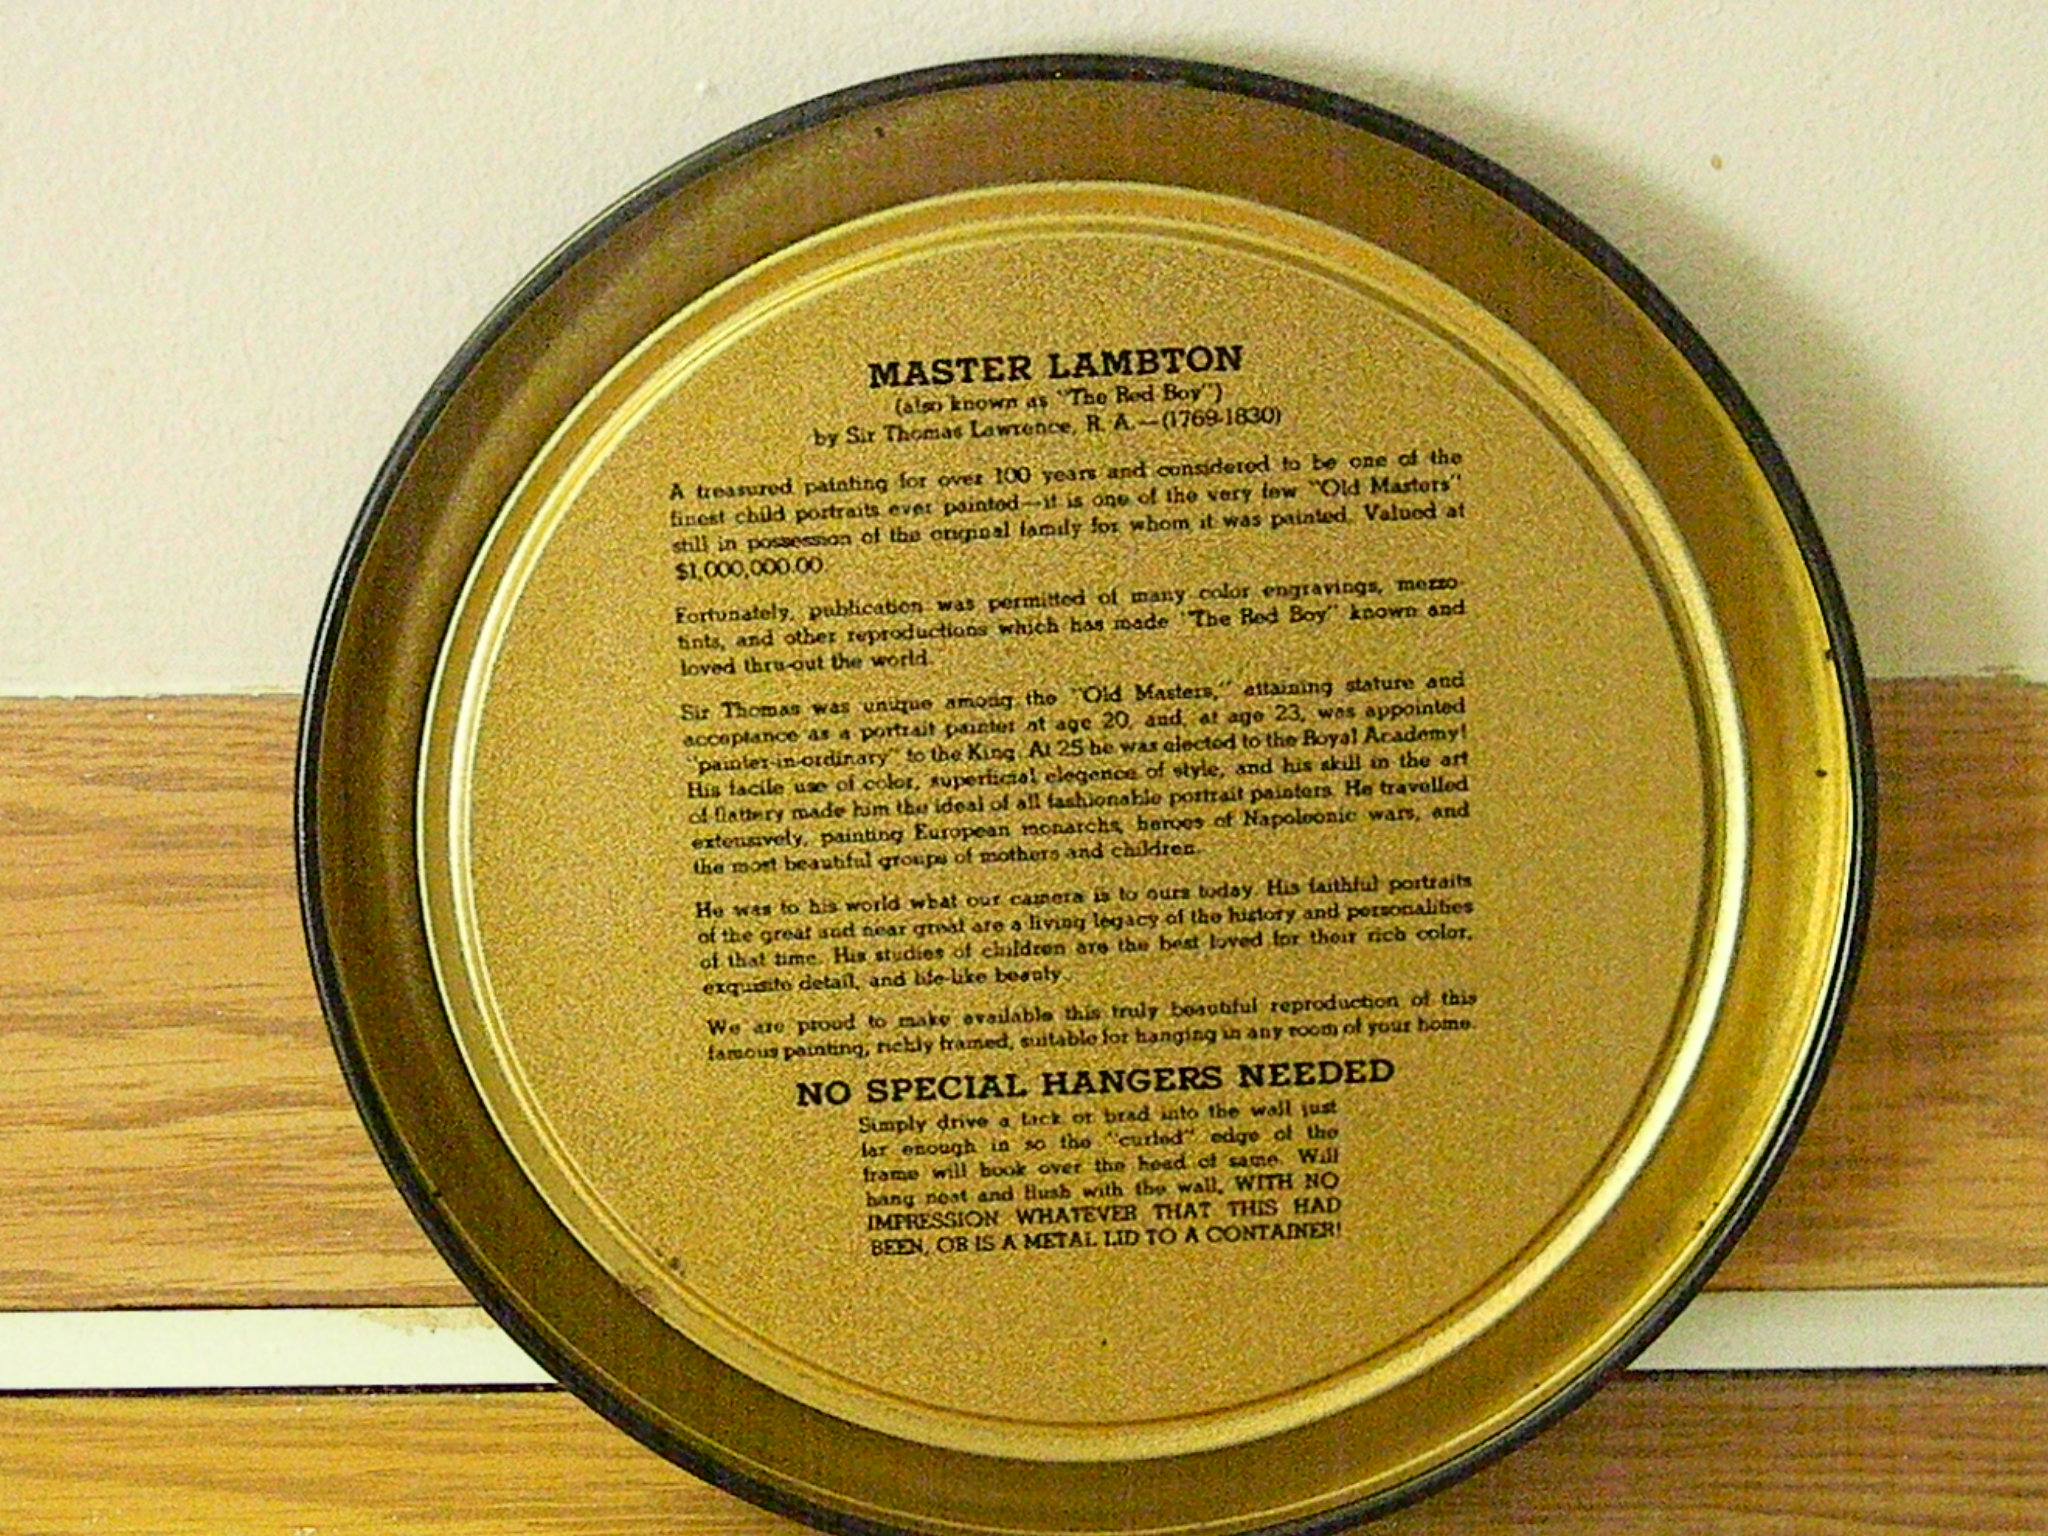 MASTER LAMBTON
(also known as "The Red Boy")
by Sir Thomas Lawrence, R. A.—(1769-1830)
A treasured painting for over 100 years and considered to be one of the
finest child portraits ever painted—it is one of the very few "Old Masters"
still in possession of the original family for whom it was painted. Valued at
$1,000,000.00.
Fortunately, publication was permitted of many color engravings, mezzo-
tints, and other reproductions which has made "The Red Boy" known and
loved thru-out the world.
Sir Thomas was unique among the "Old Masters," attaining stature and
acceptance as a portrait painter at age 20, and, at age 23, was appointed
"painter-in-ordinary" to the King. At 25 he was elected to the Royal Academy!
His facile use of color, superficial elegence of style, and his skill in the art
of flattery made him the ideal of all fashionable portrait painters. He travelled
extensively, painting European monarchs, heroes of Napoleonic wars, and
the most beautiful groups of mothers and children.
He was to his world what our camera is to ours today. His faithful portraits
of the great and near great are a living legacy of the history and personalities
of that time. His studies of children are the best loved for their rich color,
exquisite detail, and life-like beauty.
We are proud to make available this truly beautiful reproduction of this
famous painting, richly framed, suitable for hanging in any room of your home.
NO SPECIAL HANGERS NEEDED
Simply drive a tack or brad into the wall just
far enough in so the "curled" edge of the
frame will hook over the head of same. Will
hang neat and flush with the wall, WITH NO
IMPRESSION WHATEVER THAT THIS HAD
BEEN, OR IS A METAL LID TO A CONTAINER!